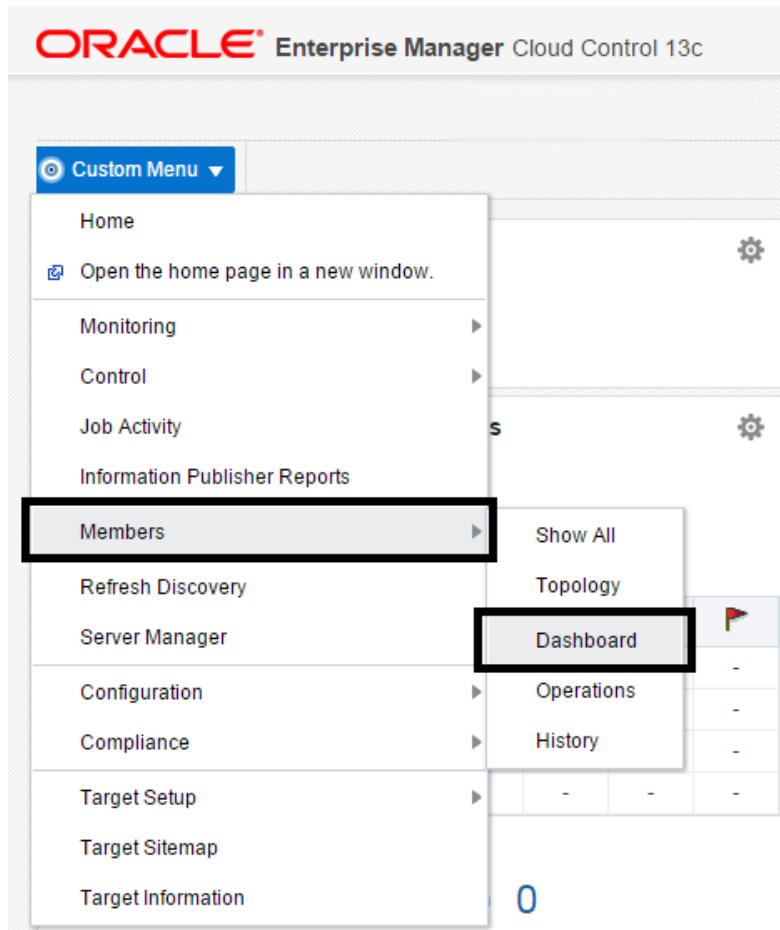 ORACLE Enterprise Manager Cloud Control 13c
Custom Menu
Home
Open the home page in a new window.
Monitoring
Control
Job Activity
s
Information Publisher Reports
Members
Show All
Refresh Discovery
Topology
Server Manager
Dashboard
Configuration
Operations
-
-
Compliance
History
-
Target Setup
- - -
Target Sitemap
Target Information
0